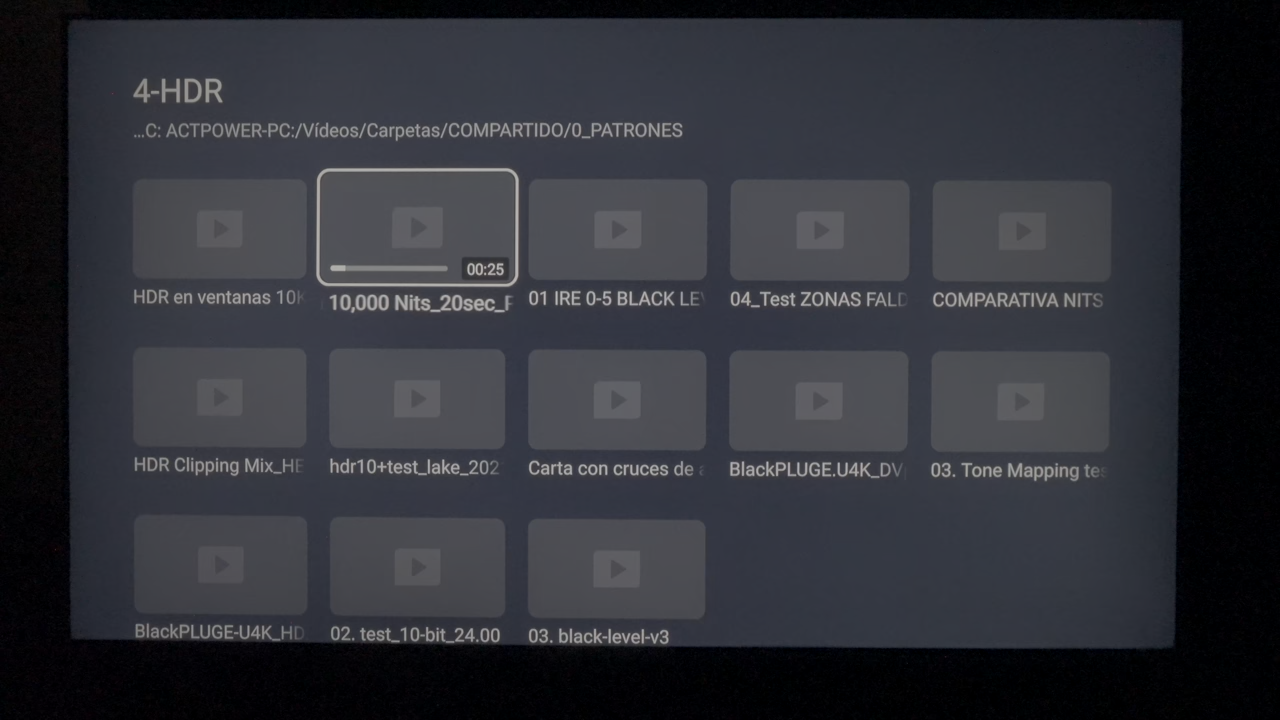 4-HDR
...C: ACTPOWER-PC:/Vídeos/Carpetas/COMPARTIDO/0_PATRONES
00:25
HDR en ventanas 10K
10,000 Nits_20sec_F
01 IRE 0-5 BLACK LEV
04_Test ZONAS FALD
COMPARATIVA NITS
HDR Clipping Mix_HE
hdr10+test_lake_202
Carta con cruces de a
BlackPLUGE.U4K_DV
03. Tone Mapping tes
BlackPLUGE-U4K_HD
02. test_10-bit_24.00
03. black-level-v3